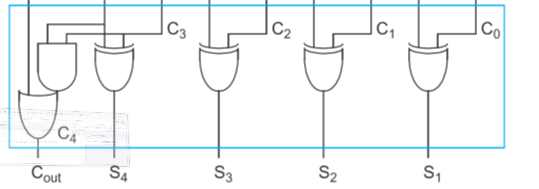 C₃ C₂ C₁ C₀
C₄
Cout S₄ S₃ S₂ S₁